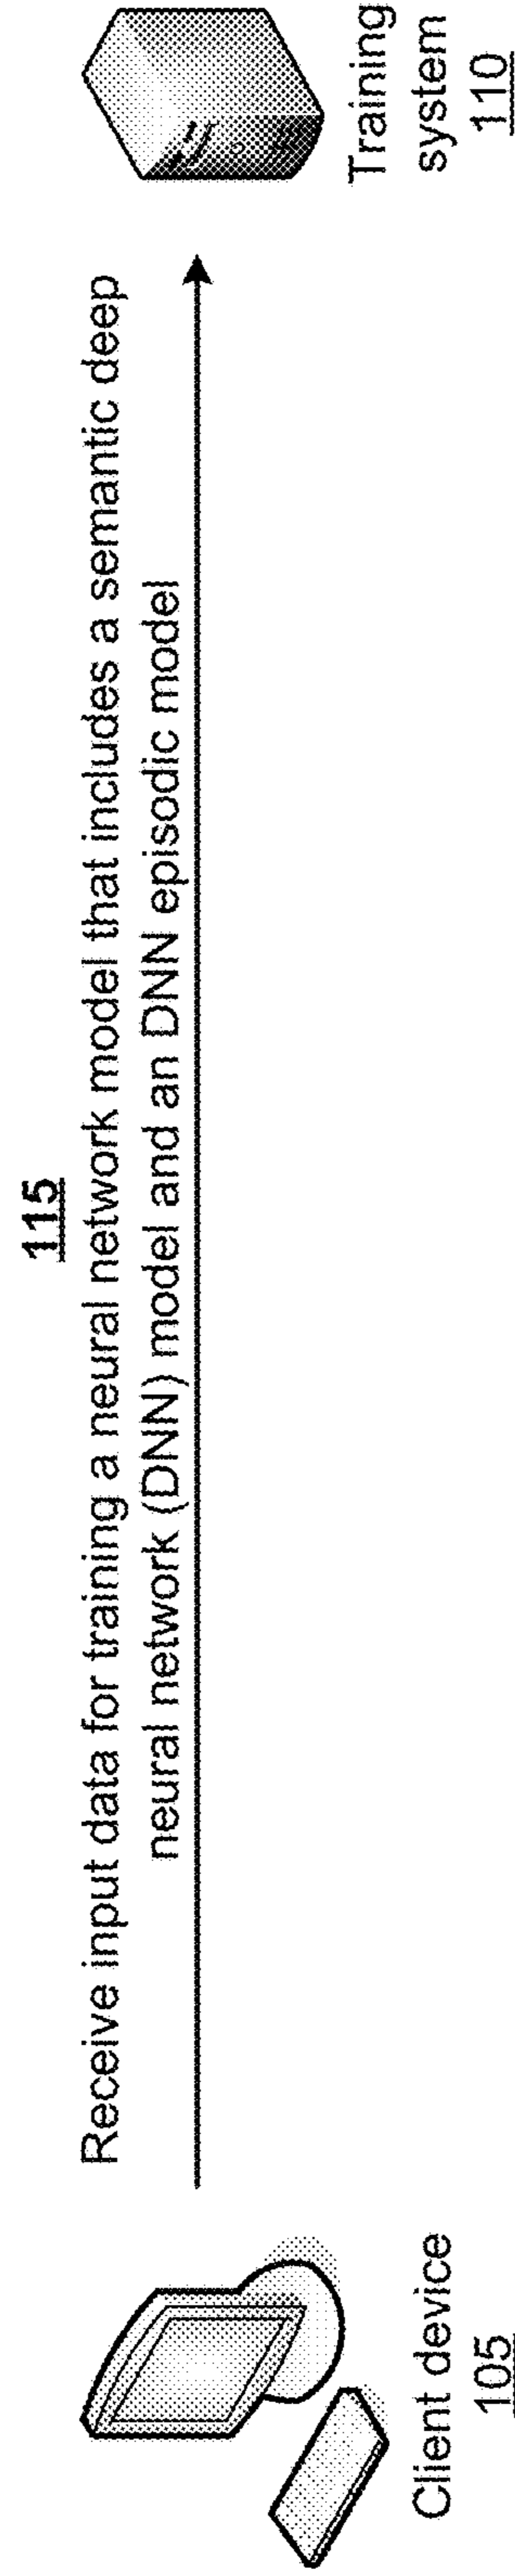 115
Receive input data for training a neural network model that includes a semantic deep
neural network (DNN) model and an DNN episodic model
Client device
105
Training
system
110